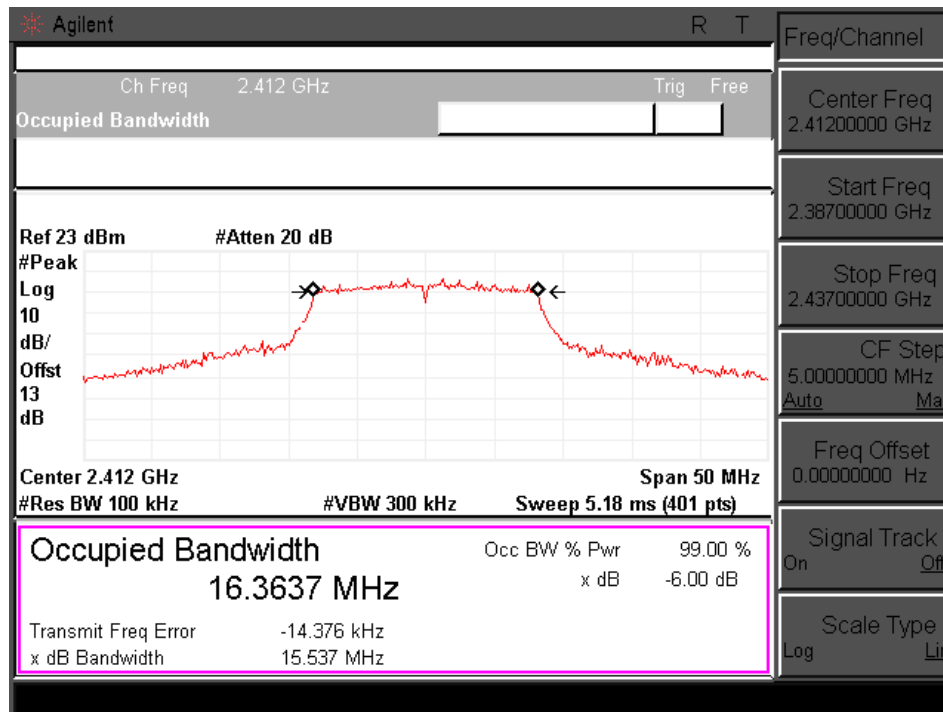 Agilent R T
Ch Freq 2.412 GHz Trig Free
Occupied Bandwidth
Ref 23 dBm #Atten 20 dB
#Peak
Log
10
dB/
Offst
13
dB
Center 2.412 GHz Span 50 MHz
#Res BW 100 kHz #VBW 300 kHz Sweep 5.18 ms (401 pts)
Occupied Bandwidth Occ BW % Pwr 99.00 %
16.3637 MHz x dB -6.00 dB
Transmit Freq Error -14.376 kHz
x dB Bandwidth 15.537 MHz
Freq/Channel
Center Freq
2.41200000 GHz
Start Freq
2.38700000 GHz
Stop Freq
2.43700000 GHz
CF Step
5.00000000 MHz
Auto Ma
Freq Offset
0.00000000 Hz
Signal Track
On Off
Scale Type
Log Li